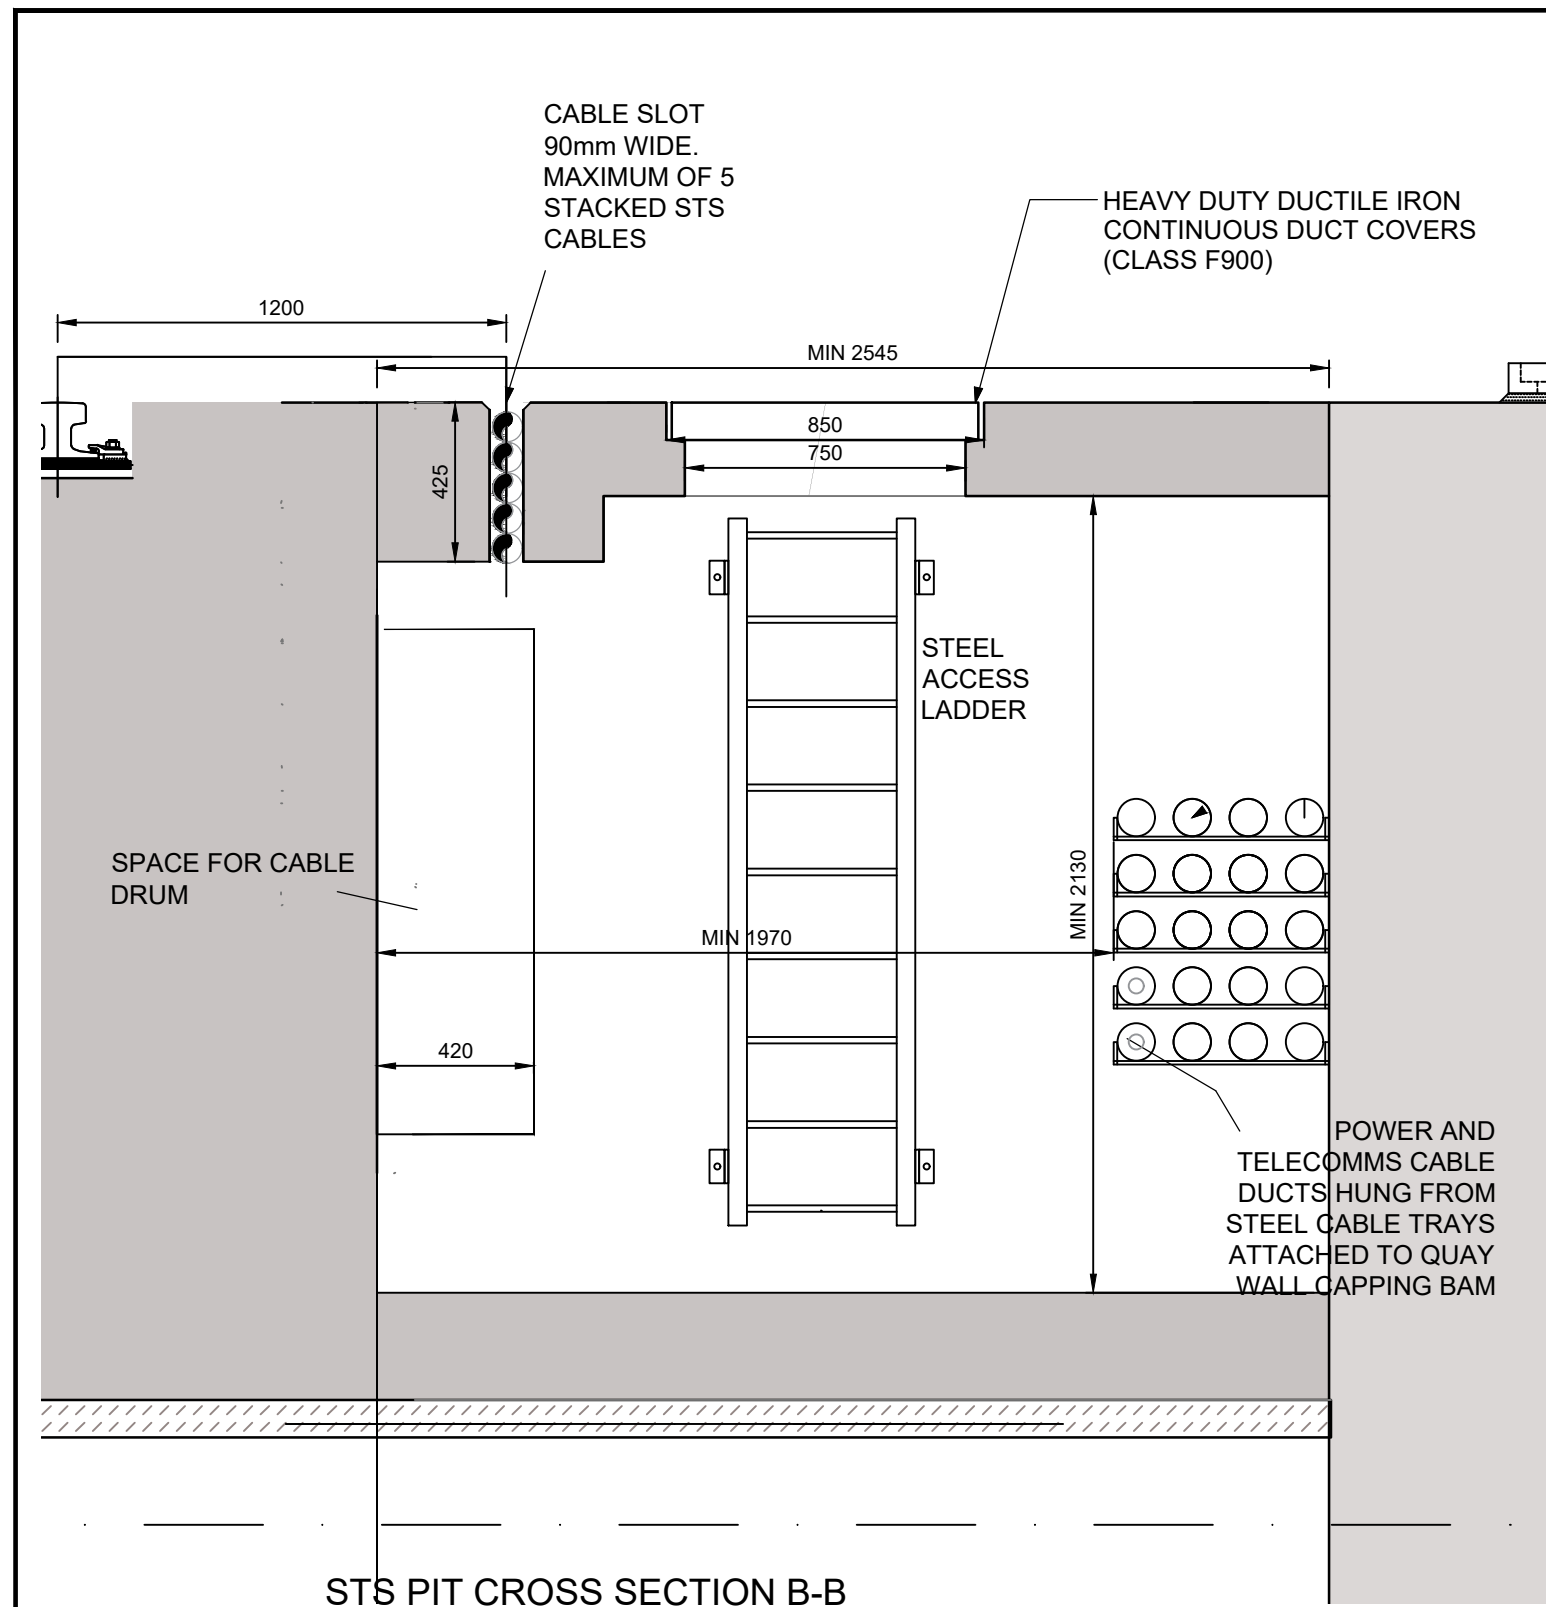 CABLE SLOT
90mm WIDE.
MAXIMUM OF 5
STACKED STS
CABLES
HEAVY DUTY DUCTILE IRON
CONTINUOUS DUCT COVERS
(CLASS F900)
1200
MIN 2545
850
750
425
STEEL
ACCESS
LADDER
SPACE FOR CABLE
DRUM
MIN 2130
MIN 1970
420
POWER AND
TELECOMMS CABLE
DUCTS HUNG FROM
STEEL CABLE TRAYS
ATTACHED TO QUAY
WALL CAPPING BAM
STS PIT CROSS SECTION B-B